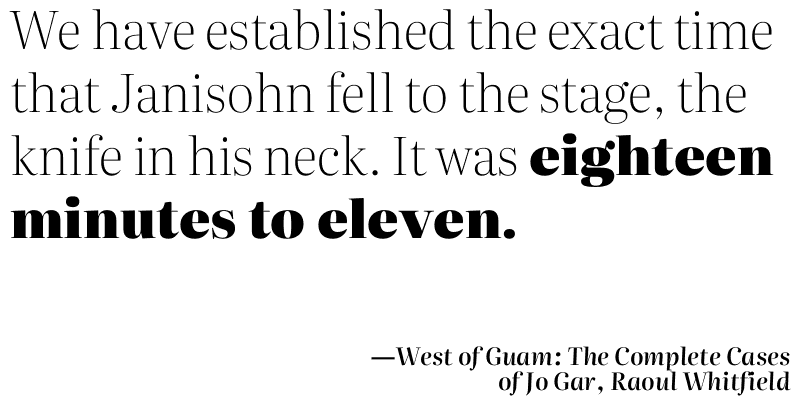 We have established the exact time
that Janisohn fell to the stage, the
knife in his neck. It was eighteen
minutes to eleven.
—West of Guam: The Complete Cases
of Jo Gar, Raoul Whitfield